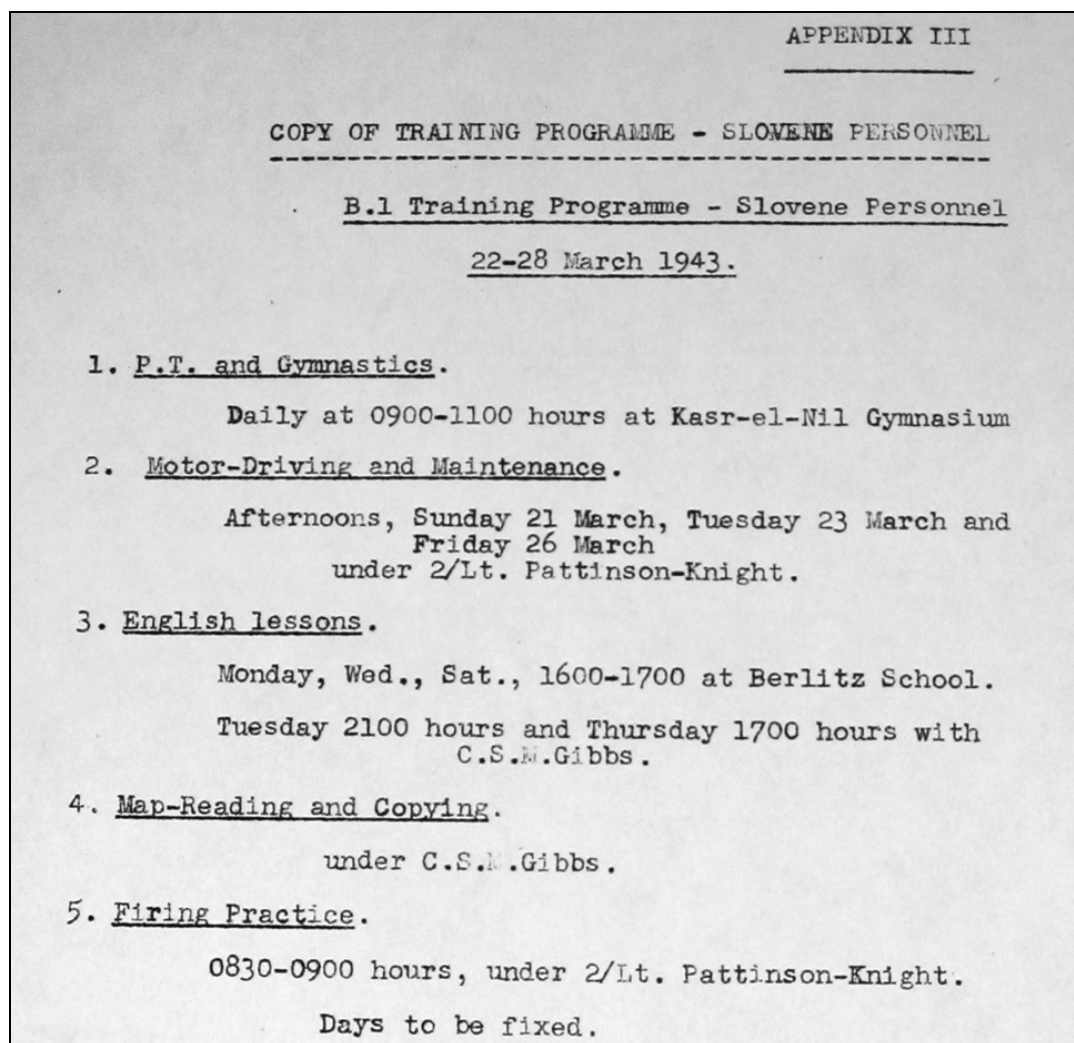 APPENDIX III
COPY OF TRAINING PROGRAMME - SLOVENE PERSONNEL
B.1 Training Programme - Slovene Personnel
22-28 March 1943.
1. P.T. and Gymnastics.
Daily at 0900-1100 hours at Kasr-el-Nil Gymnasium
2. Motor-Driving and Maintenance.
Afternoons, Sunday 21 March, Tuesday 23 March and
Friday 26 March
under 2/Lt. Pattinson-Knight.
3. English lessons.
Monday, Wed., Sat., 1600-1700 at Berlitz School.
Tuesday 2100 hours and Thursday 1700 hours with
C.S.M.Gibbs.
4. Map-Reading and Copying.
under C.S.M.Gibbs.
5. Firing Practice.
0830-0900 hours, under 2/Lt. Pattinson-Knight.
Days to be fixed.